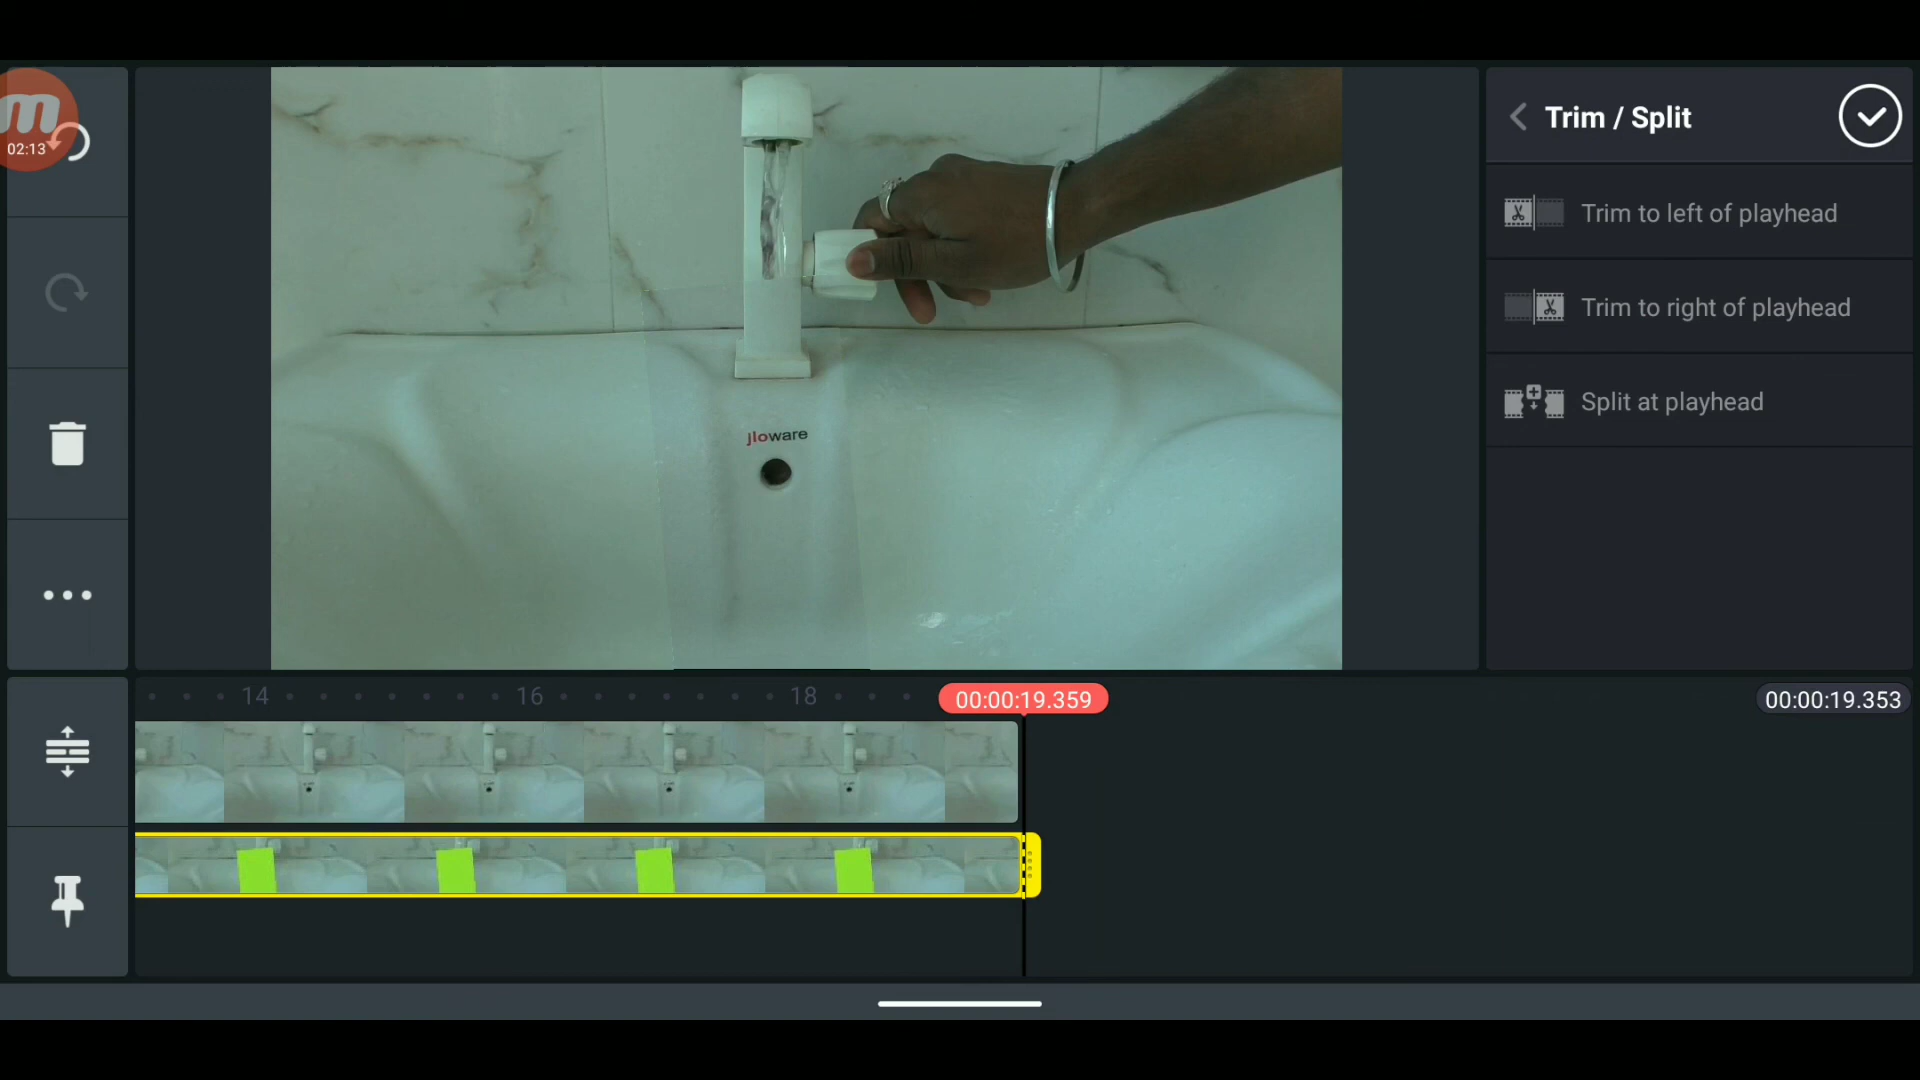 m
02:13
Trim / Split
Trim to left of playhead
Trim to right of playhead
Split at playhead
jloware
14
16
18
00:00:19.359
00:00:19.353